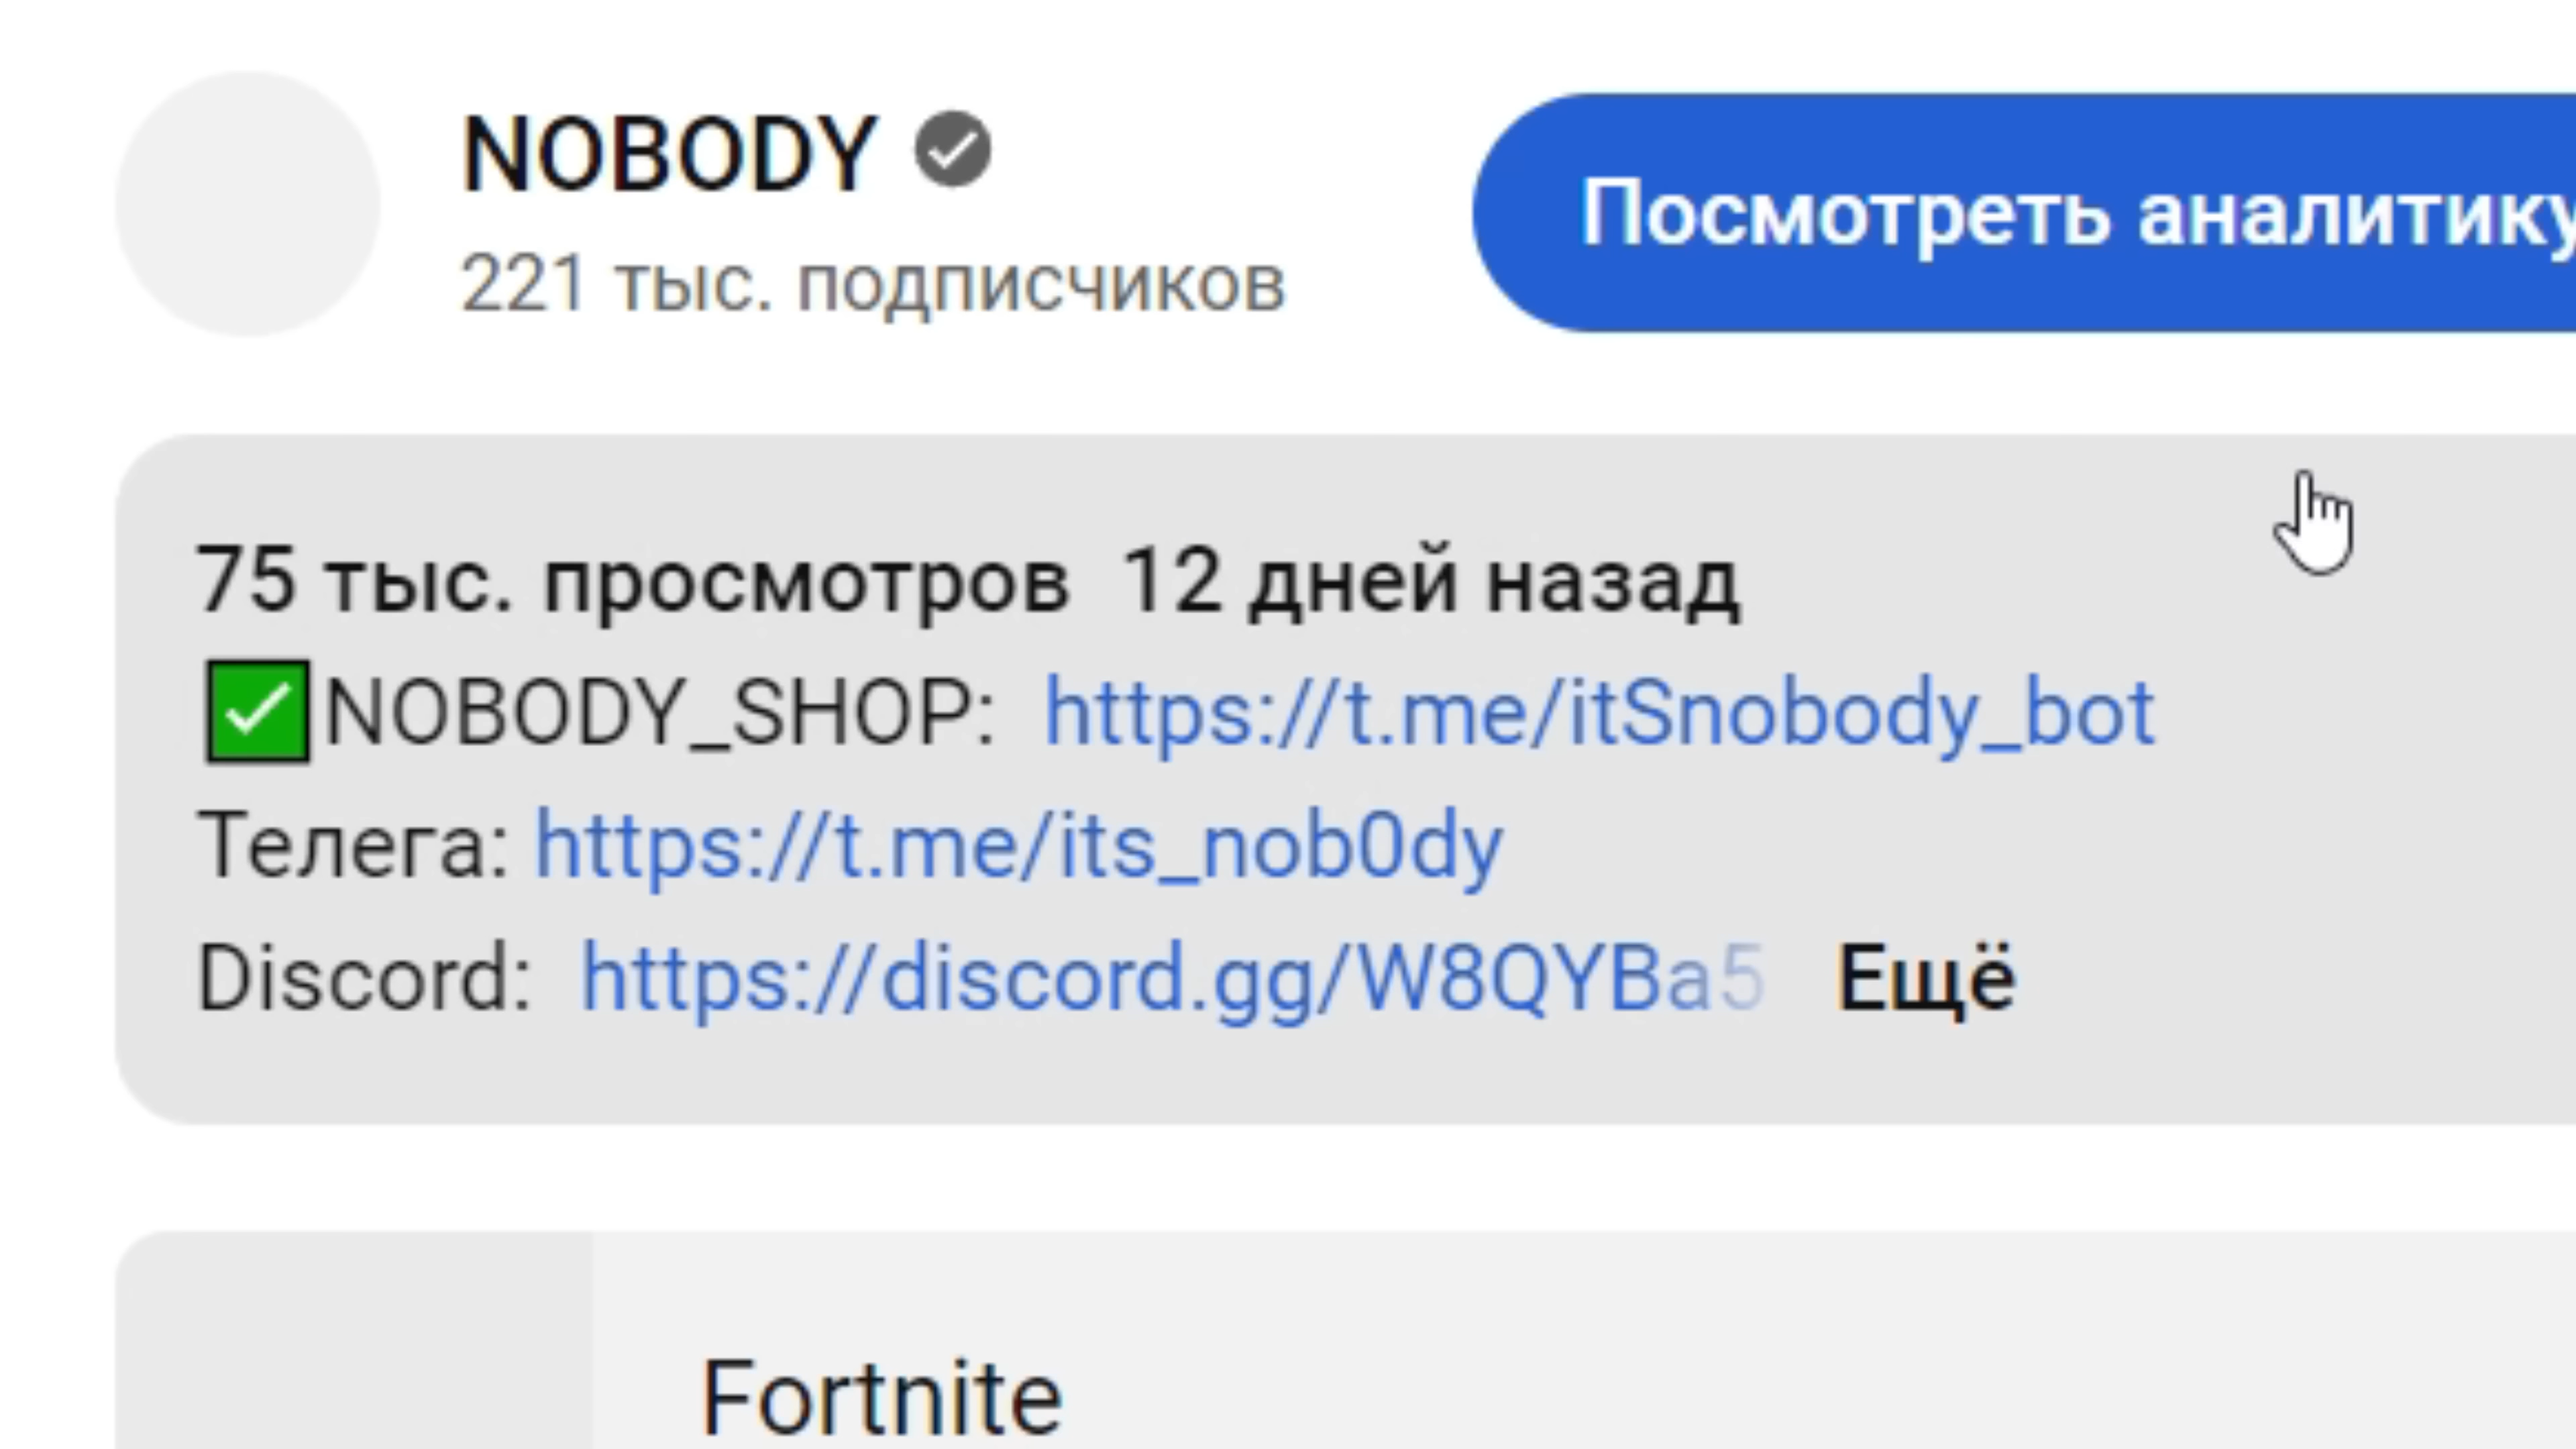 NOBODY
221 тыс. подписчиков
Посмотреть аналитику
75 тыс. просмотров 12 дней назад
✅NOBODY_SHOP: https://t.me/itSnobody_bot
Телега: https://t.me/its_nob0dy
Discord: https://discord.gg/W8QYBa5 Ещё
Fortnite